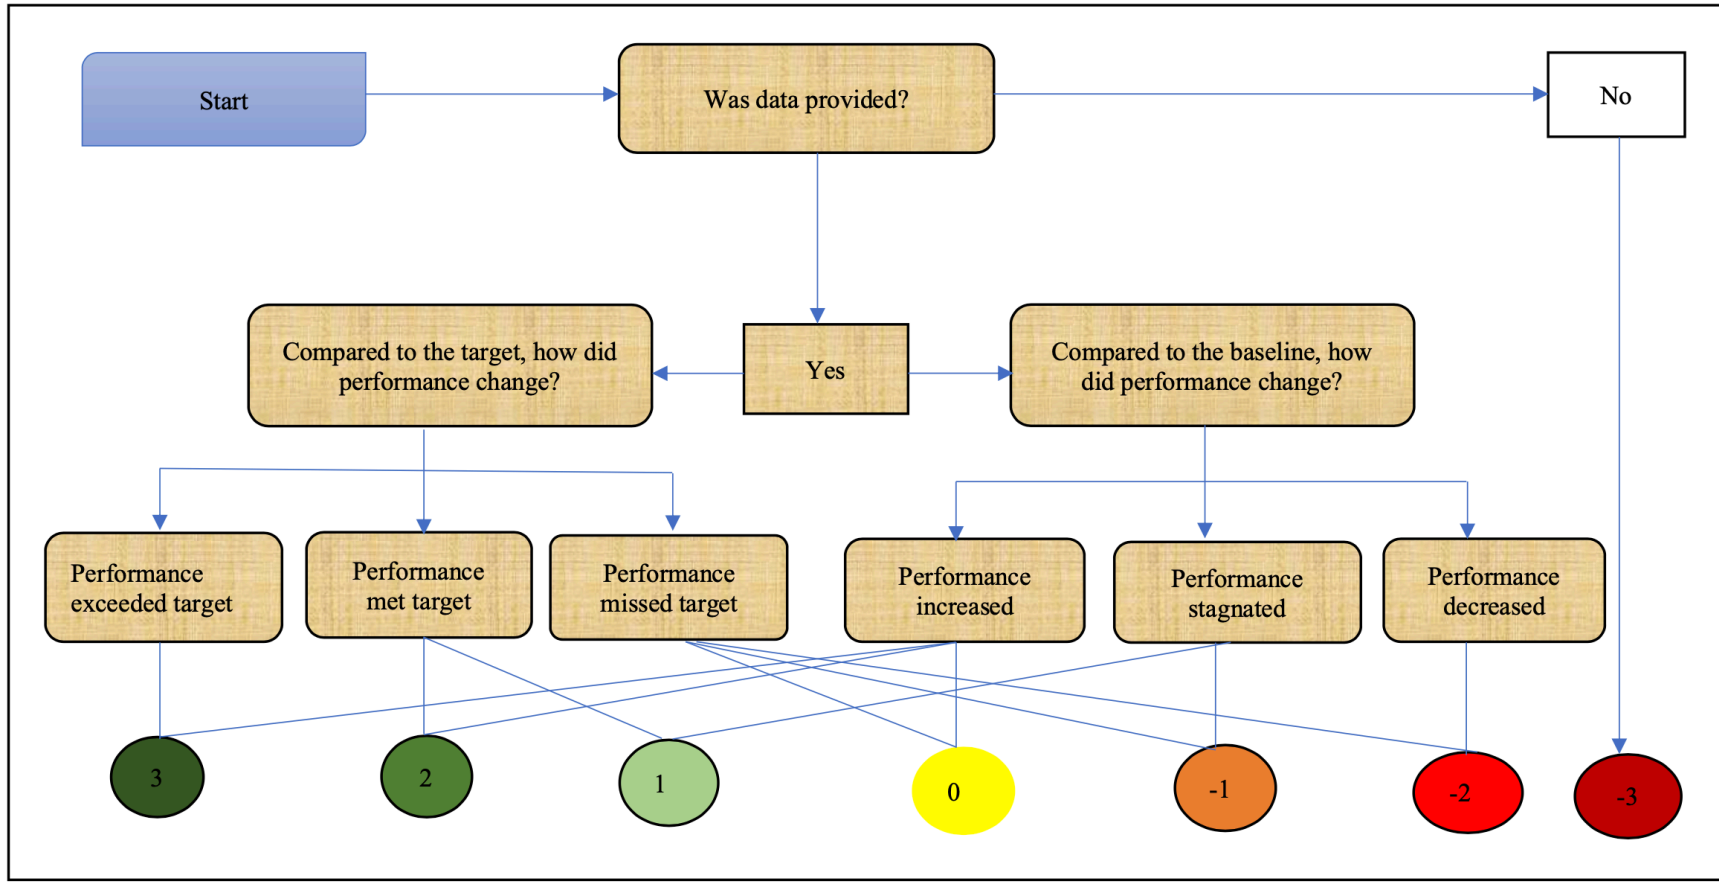 Start
Was data provided?
No
Compared to the target, how did
performance change?
Yes
Compared to the baseline, how
did performance change?
Performance
exceeded target
Performance
met target
Performance
missed target
Performance
increased
Performance
stagnated
Performance
decreased
3
2
1
0
-1
-2
-3